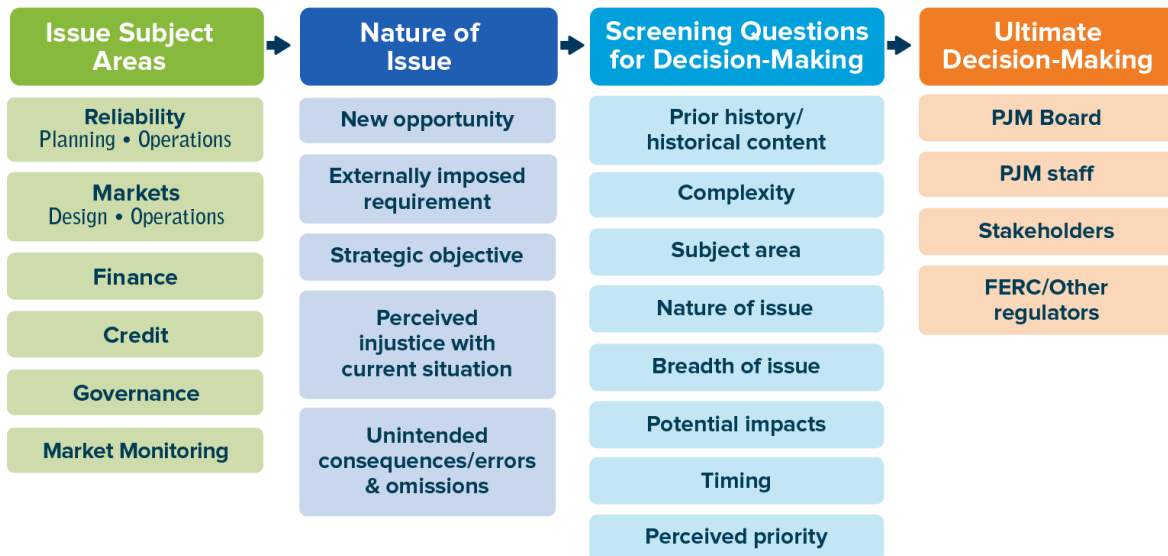 Issue Subject
Areas
Reliability
Planning • Operations
Markets
Design • Operations
Finance
Credit
Governance
Market Monitoring
Nature of
Issue
New opportunity
Externally imposed
requirement
Strategic objective
Perceived
injustice with
current situation
Unintended
consequences/errors
& omissions
Screening Questions
for Decision-Making
Prior history/
historical content
Complexity
Subject area
Nature of issue
Breadth of issue
Potential impacts
Timing
Perceived priority
Ultimate
Decision-Making
PJM Board
PJM staff
Stakeholders
FERC/Other
regulators